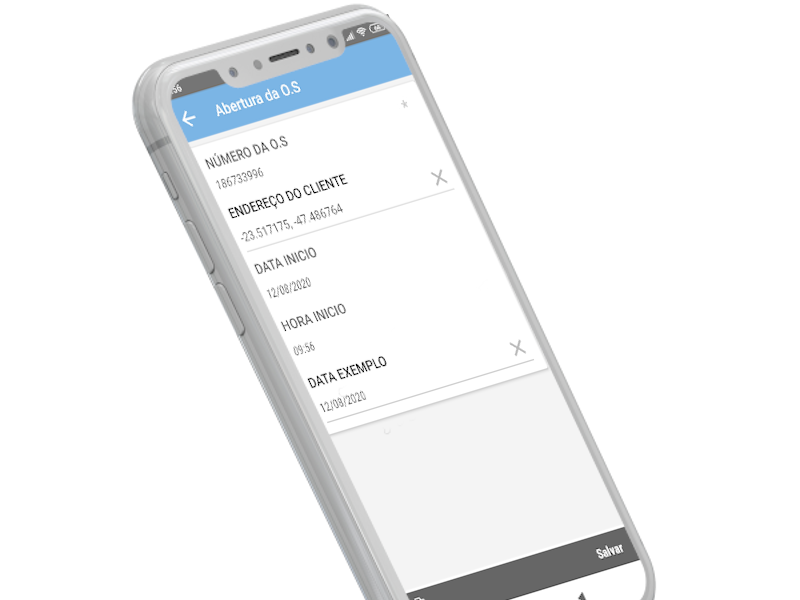 :56
Abertura da O.S
*
NÚMERO DA O.S
186733996
ENDEREÇO DO CLIENTE
-23.517175, -47.486764
DATA INICIO
12/08/2020
HORA INICIO
09:56
DATA EXEMPLO
12/08/2020
Salvar